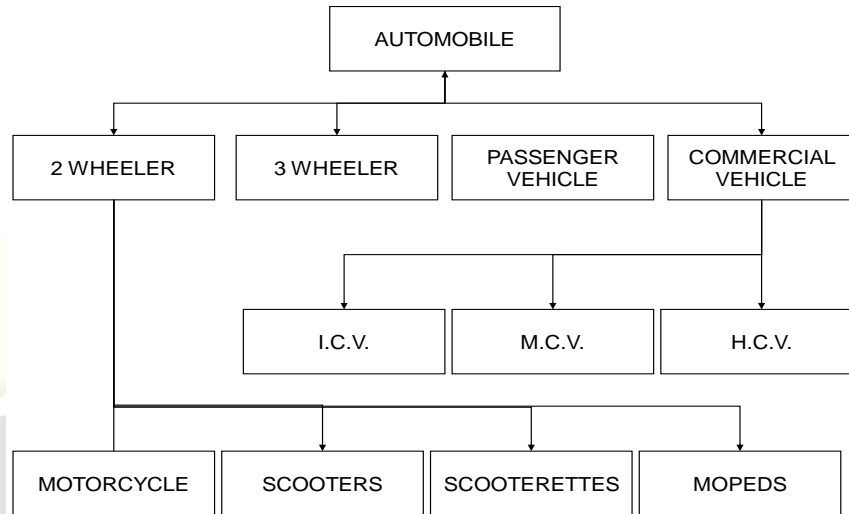 AUTOMOBILE
2 WHEELER
3 WHEELER
PASSENGER
VEHICLE
COMMERCIAL
VEHICLE
I.C.V.
M.C.V.
H.C.V.
MOTORCYCLE
SCOOTERS
SCOOTERETTES
MOPEDS